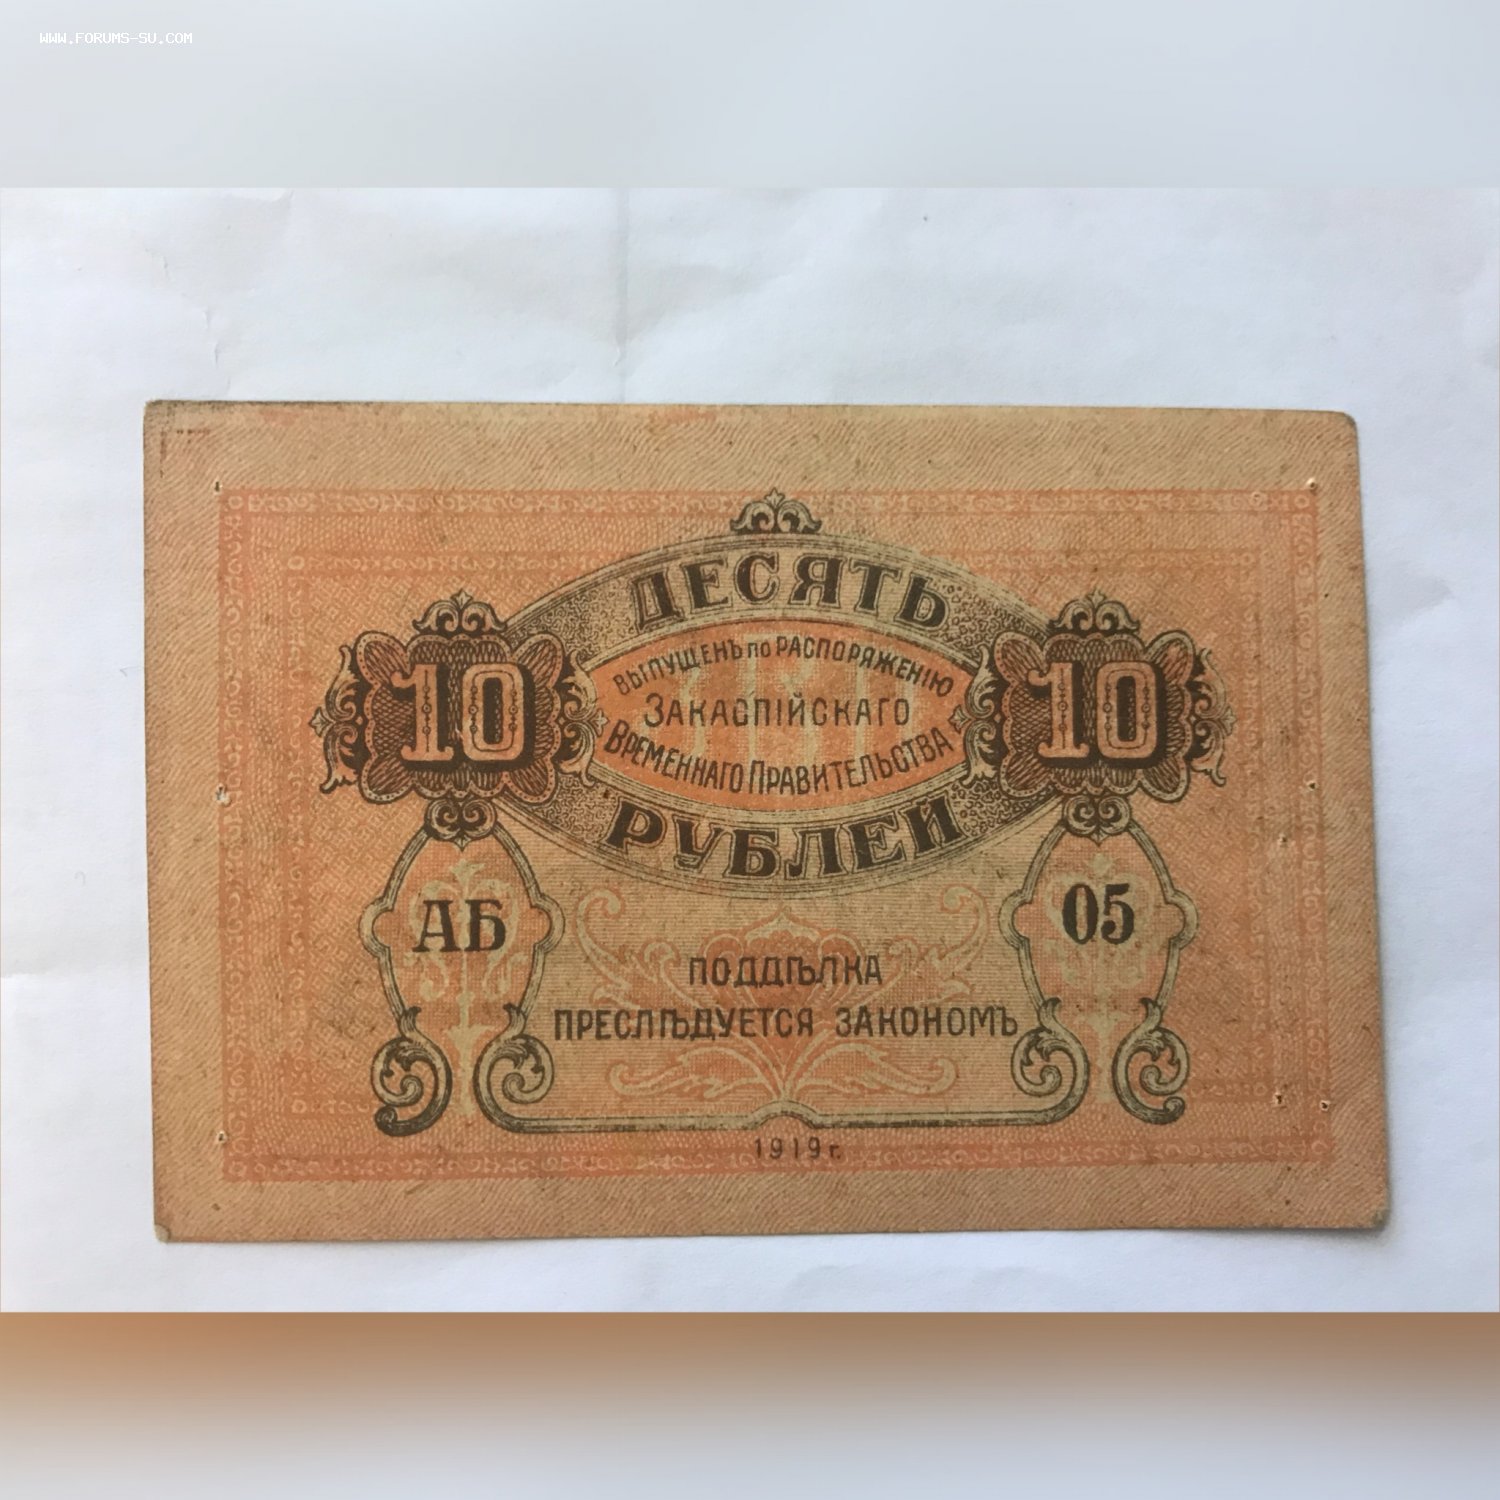 WWW.FORUMS-SU.COM
ДЕСЯТЬ
ВЫПУЩЕНЪ ПО РАСПОРЯЖЕНІЮ
10 ЗАКАСПІЙСКАГО 10
ВРЕМЕННАГО ПРАВИТЕЛЬСТВА
РУБЛЕЙ
АБ 05
ПОДДѢЛКА
ПРЕСЛѢДУЕТСЯ ЗАКОНОМЪ
1919 г.